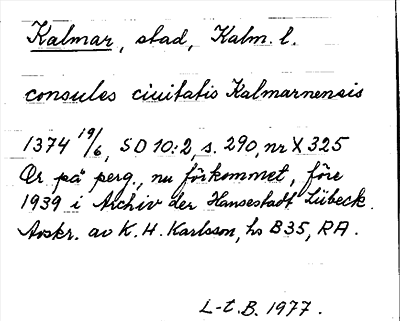 Kalmar, stad, Kalm. l.
consules ciuitatis Kalmarnensis
1374 19/6, SD 10:2, s. 290, nr X 325
Or på perg., nu förkommet, före
1939 i Archiv der Hansestadt Lübeck.
Avskr. av K. H. Karlsson, hs B35, RA.
L-t. B. 1977.